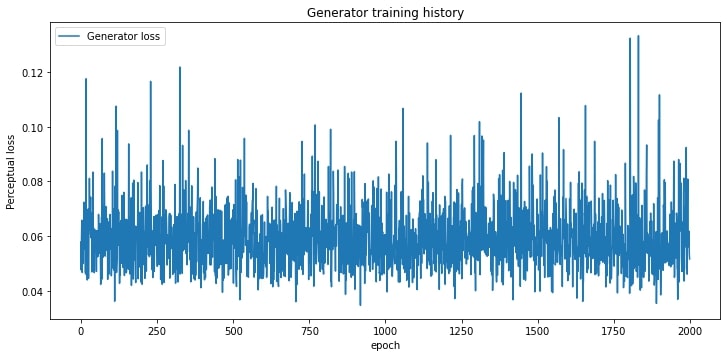 Generator training history
Generator loss
Perceptual loss
0.12
0.10
0.08
0.06
0.04
0 250 500 750 1000 1250 1500 1750 2000
epoch